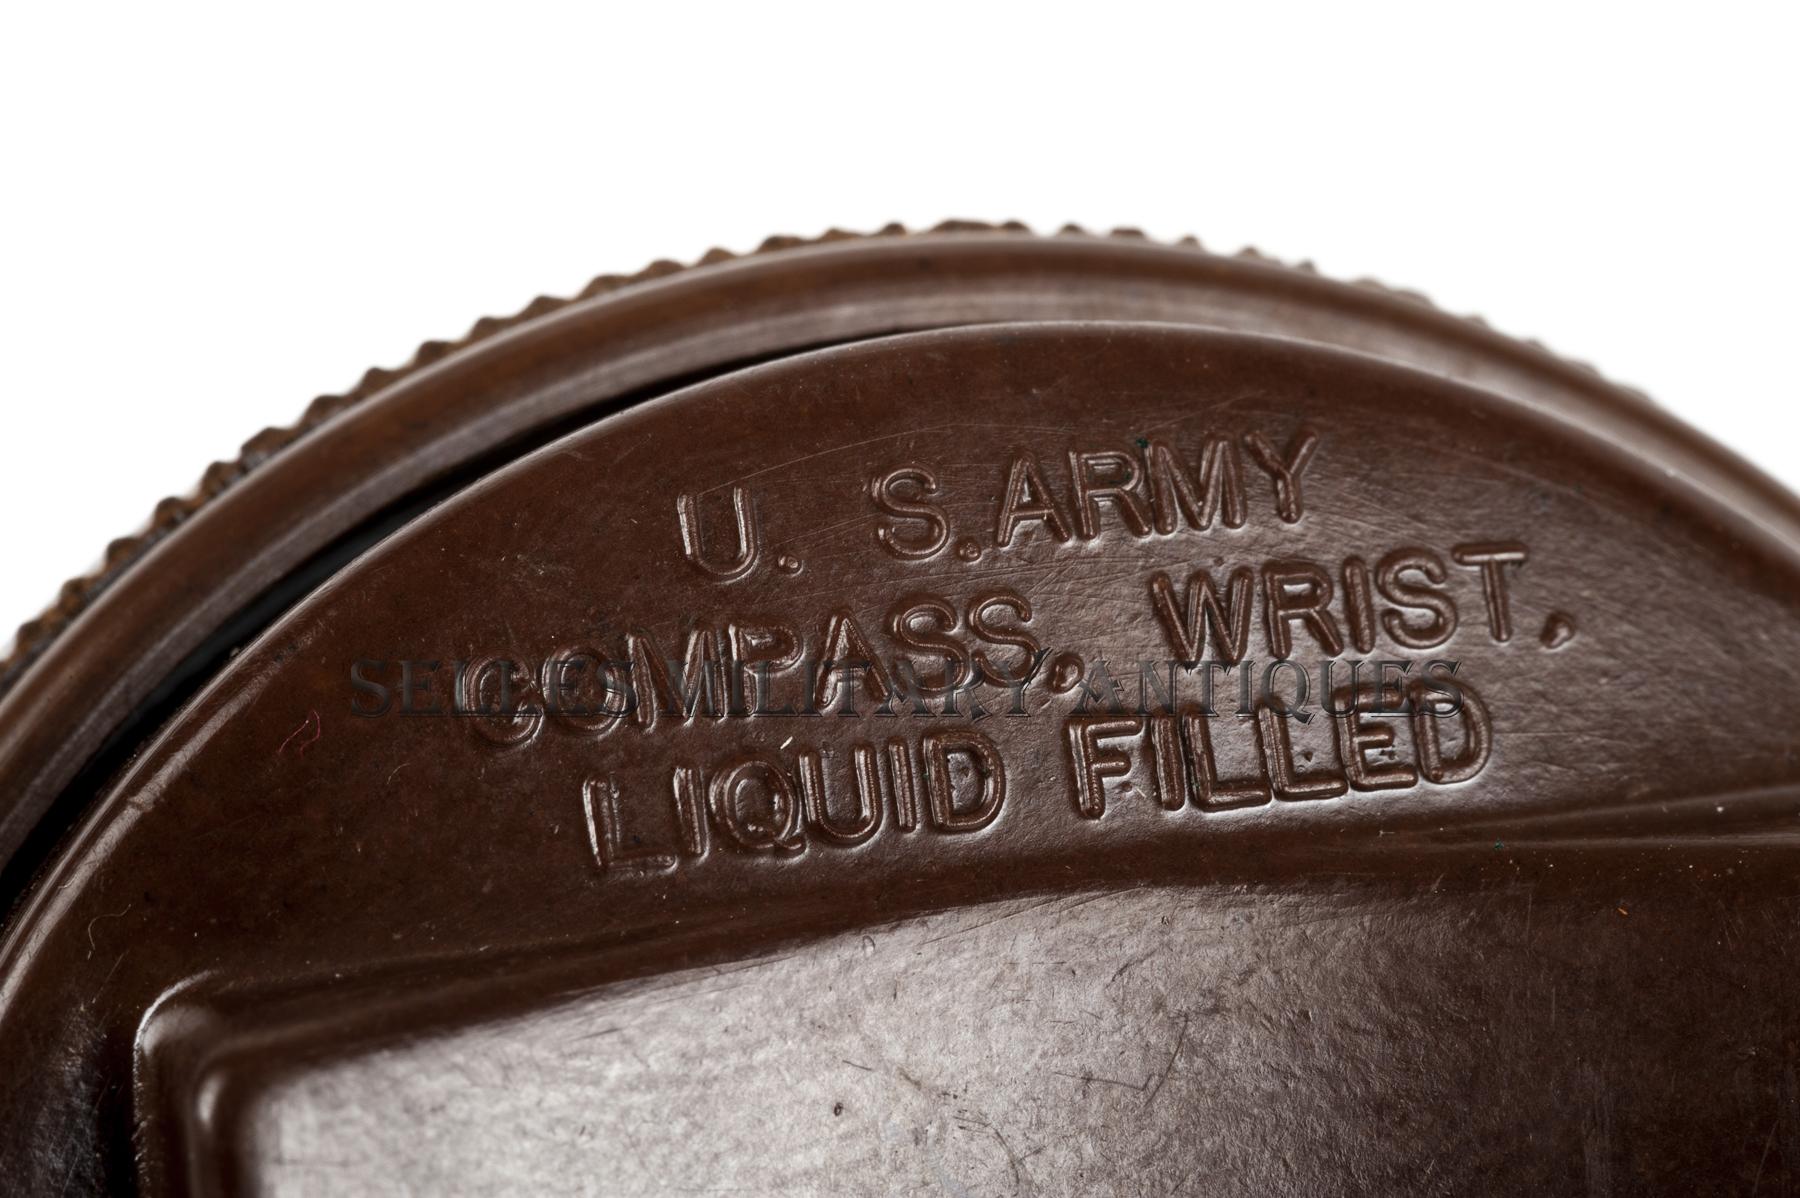 U. S. ARMY
COMPASS, WRIST,
SELLES MILITARY ANTIQUES
LIQUID FILLED